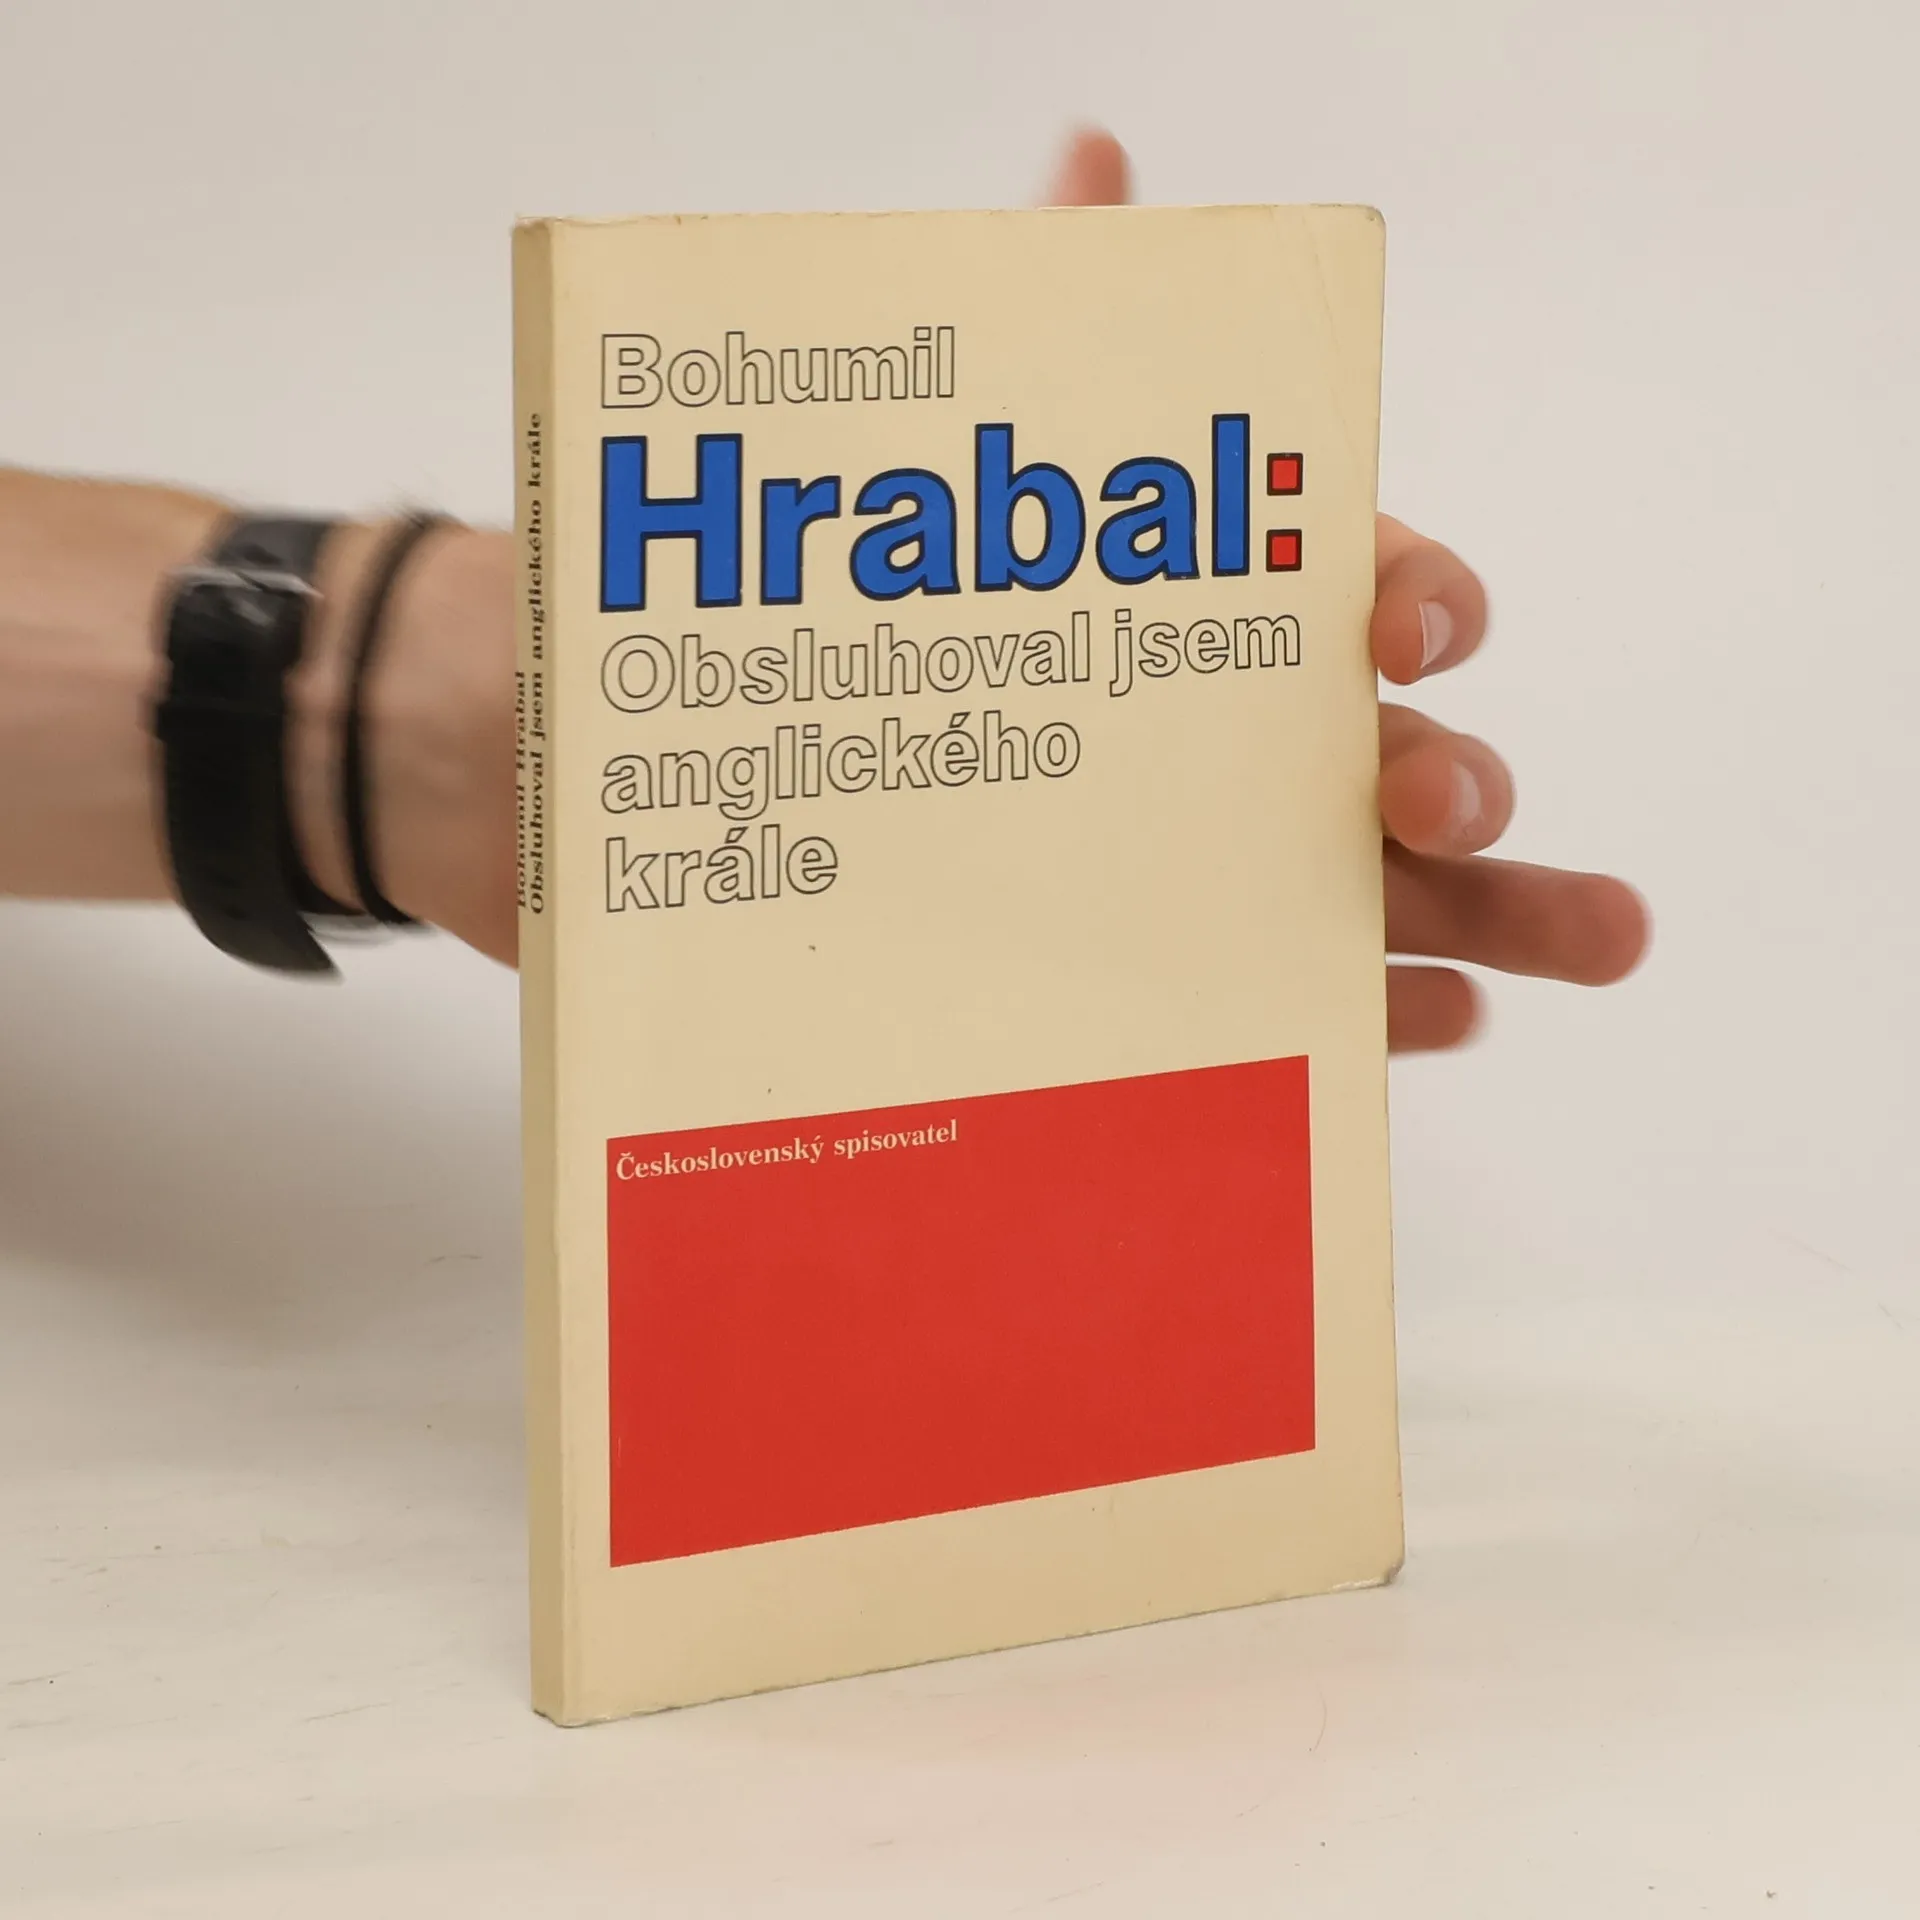 Bohumil
Hrabal:
Obsluhoval jsem
anglického
krále
Československý spisovatel
Bohumil Hrabal
Obsluhoval jsem anglického krále